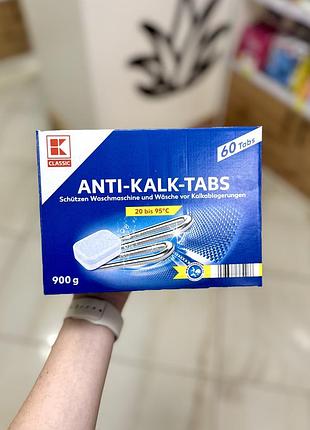 K
CLASSIC
60 Tabs
ANTI-KALK-TABS
Schützen Waschmaschine und Wäsche vor Kalkablagerungen
20 bis 95°C
900 g